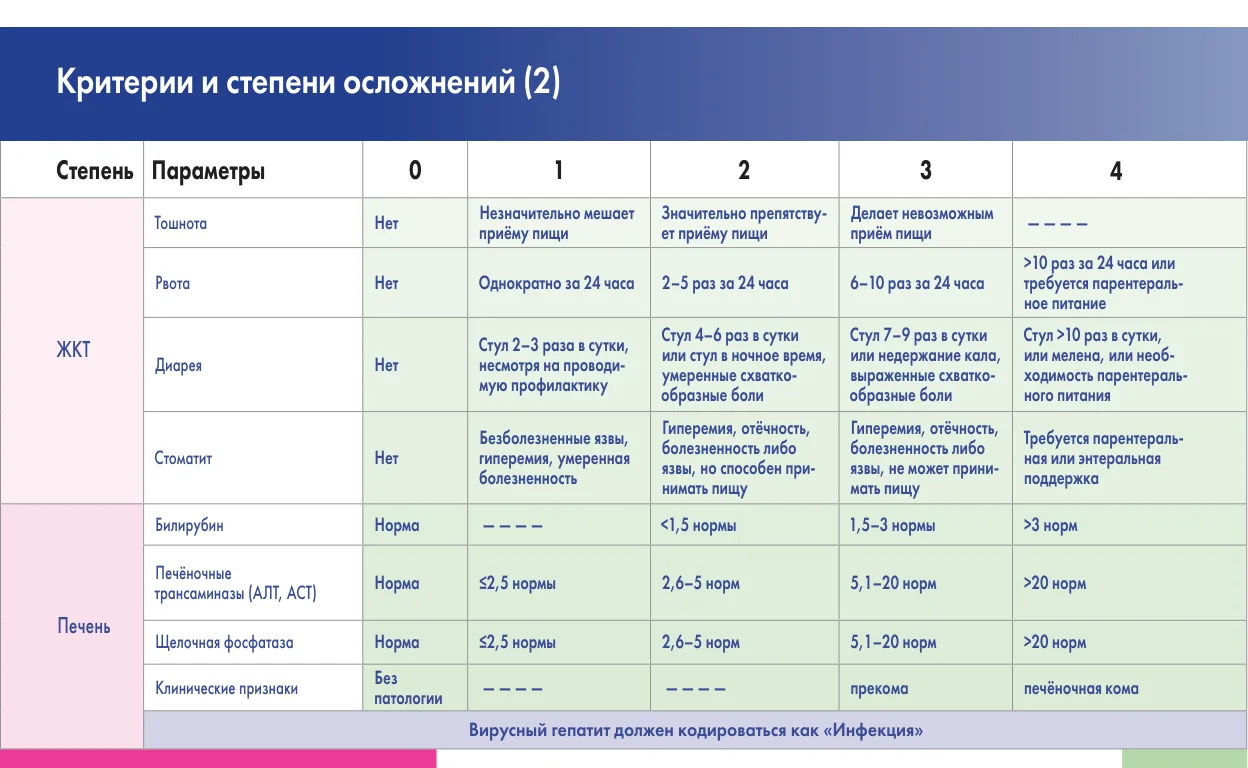 Критерии и степени осложнений (2)
Степень Параметры 0 1 2 3 4
ЖКТ
Тошнота
Нет
Незначительно мешает
приёму пищи
Значительно препятству-
ет приёму пищи
Делает невозможным
приём пищи
– – – –
Рвота
Нет
Однократно за 24 часа
2–5 раз за 24 часа
6–10 раз за 24 часа
>10 раз за 24 часа или
требуется парентераль-
ное питание
Диарея
Нет
Стул 2–3 раза в сутки,
несмотря на проводи-
мую профилактику
Стул 4–6 раз в сутки
или стул в ночное время,
умеренные схватко-
образные боли
Стул 7–9 раз в сутки
или недержание кала,
выраженные схватко-
образные боли
Стул >10 раз в сутки,
или мелена, или необ-
ходимость парентераль-
ного питания
Стоматит
Нет
Безболезненные язвы,
гиперемия, умеренная
болезненность
Гиперемия, отёчность,
болезненность либо
язвы, но способен при-
нимать пищу
Гиперемия, отёчность,
болезненность либо
язвы, не может прини-
мать пищу
Требуется парентераль-
ная или энтеральная
поддержка
Печень
Билирубин
Норма
– – – –
<1,5 нормы
1,5–3 нормы
>3 норм
Печёночные
трансаминазы (АЛТ, АСТ)
Норма
≤2,5 нормы
2,6–5 норм
5,1–20 норм
>20 норм
Щелочная фосфатаза
Норма
≤2,5 нормы
2,6–5 норм
5,1–20 норм
>20 норм
Клинические признаки
Без
патологии
– – – –
– – – –
прекома
печёночная кома
Вирусный гепатит должен кодироваться как «Инфекция»